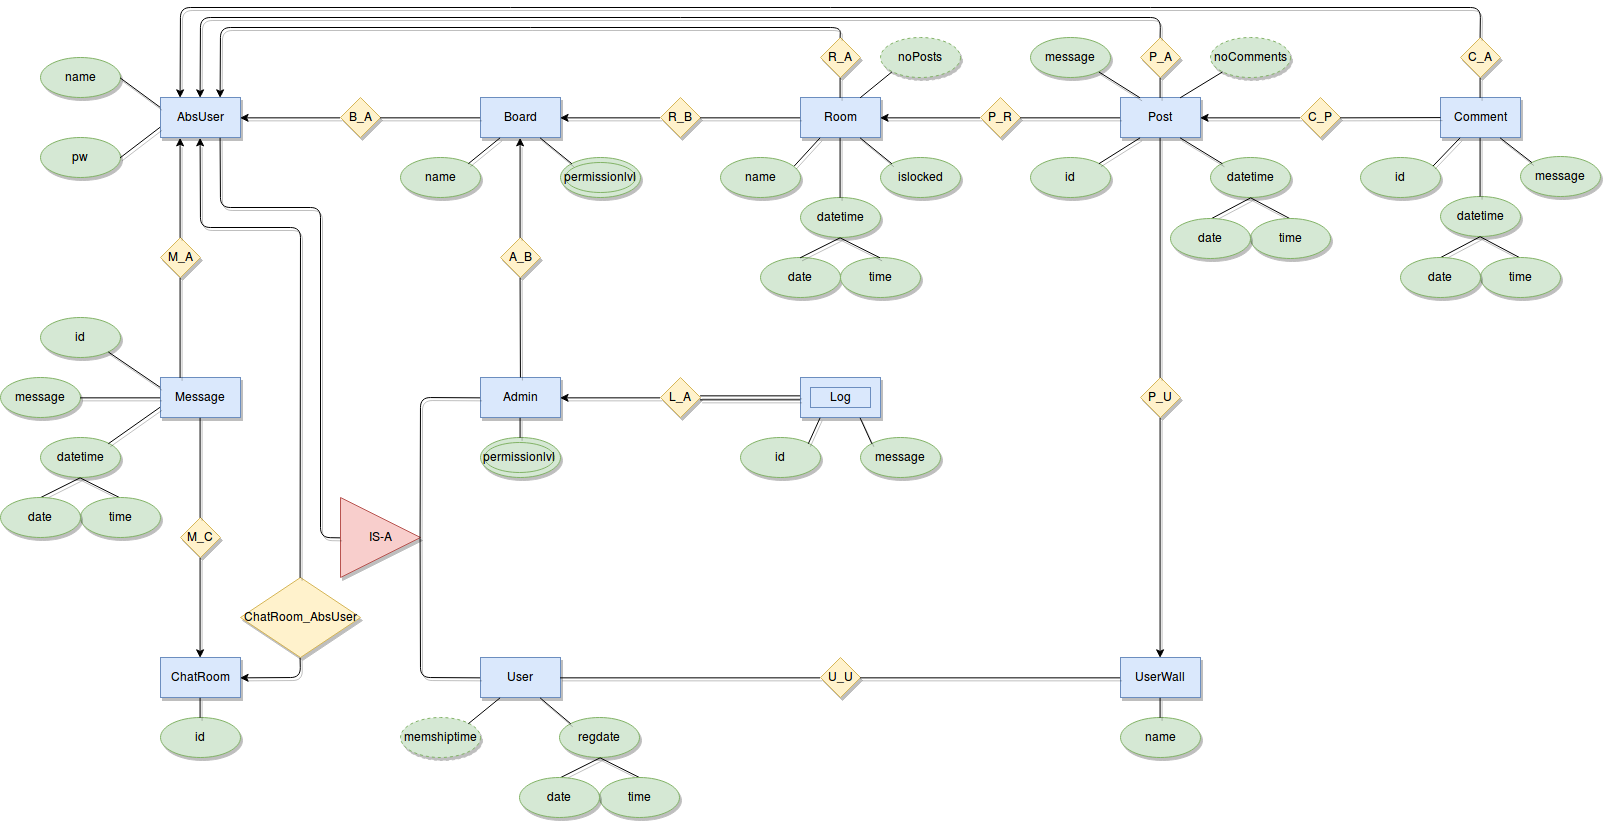 R_A
noPosts
message
P_A
noComments
C_A
name
AbsUser
B_A
Board
R_B
Room
P_R
Post
C_P
Comment
pw
name
permissionlvl
name
islocked
id
datetime
id
message
datetime
datetime
date
time
M_A
A_B
date
time
date
time
id
message
Message
Admin
L_A
Log
P_U
datetime
permissionlvl
id
message
date
time
M_C
IS-A
ChatRoom_AbsUser
ChatRoom
User
U_U
UserWall
id
memshiptime
regdate
name
date
time